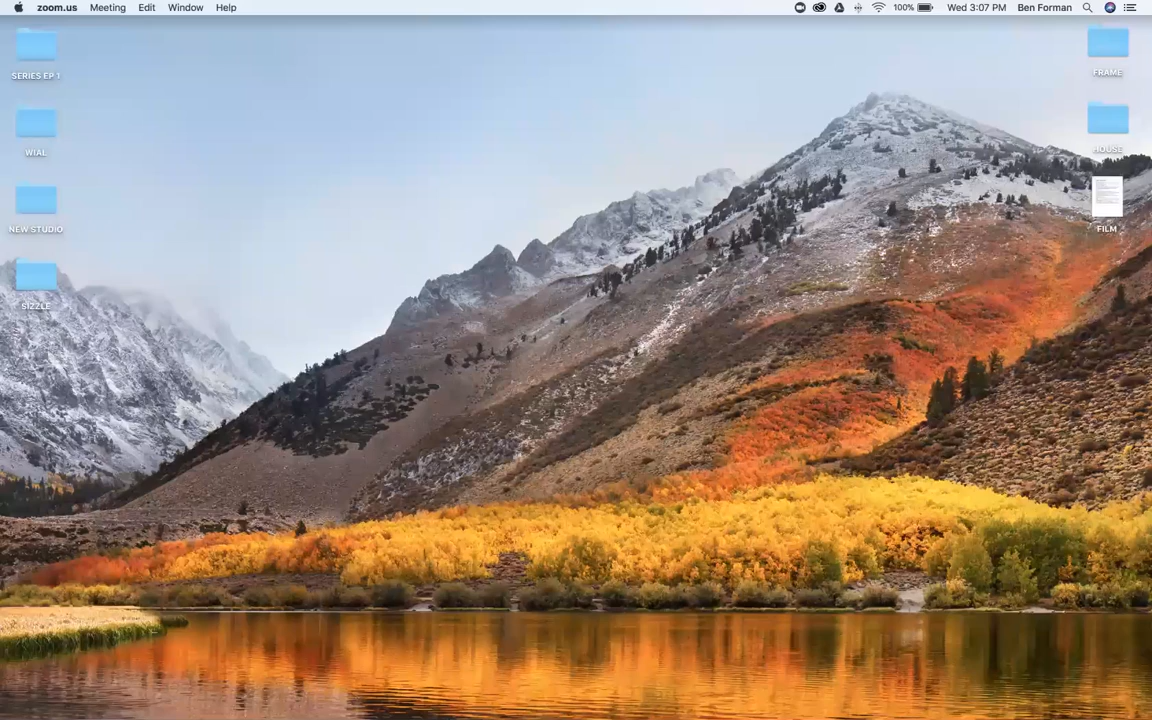 zoom.us Meeting Edit Window Help 100% Wed 3:07 PM Ben Forman
SERIES EP 1
WIAL
NEW STUDIO
SIZZLE
FRAME
HOUSE
FILM